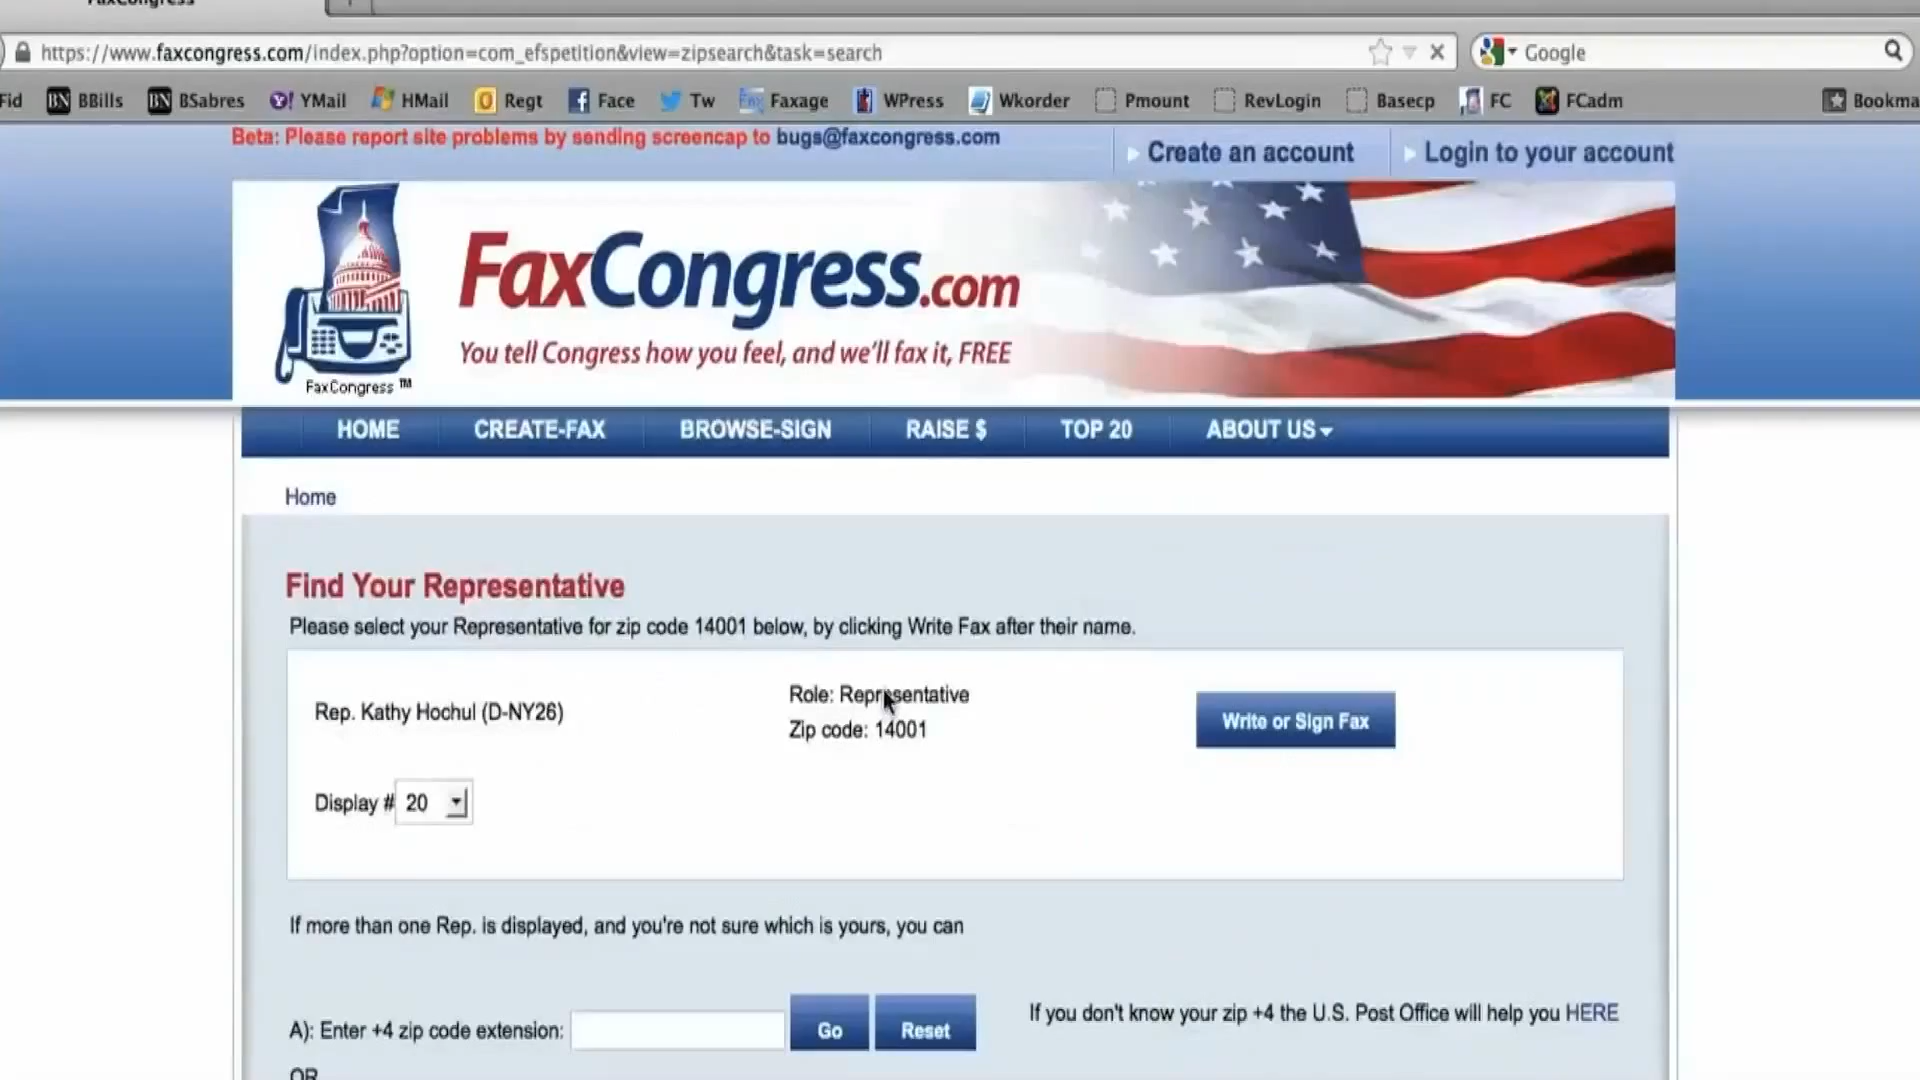 FaxCongress
https://www.faxcongress.com/index.php?option=com_efspetition&view=zipsearch&task=search
Google
Fid BBills BSabres YMail HMail Regt Face Tw Faxage WPress Wkorder Pmount RevLogin Basecp FC FCadm Bookma
Beta: Please report site problems by sending screencap to bugs@faxcongress.com
Create an account Login to your account
FaxCongress.com
You tell Congress how you feel, and we'll fax it, FREE
FaxCongress ™
HOME CREATE-FAX BROWSE-SIGN RAISE $ TOP 20 ABOUT US
Home
Find Your Representative
Please select your Representative for zip code 14001 below, by clicking Write Fax after their name.
Rep. Kathy Hochul (D-NY26)
Role: Representative
Zip code: 14001
Write or Sign Fax
Display # 20
If more than one Rep. is displayed, and you're not sure which is yours, you can
A): Enter +4 zip code extension: Go Reset
If you don't know your zip +4 the U.S. Post Office will help you HERE
OR